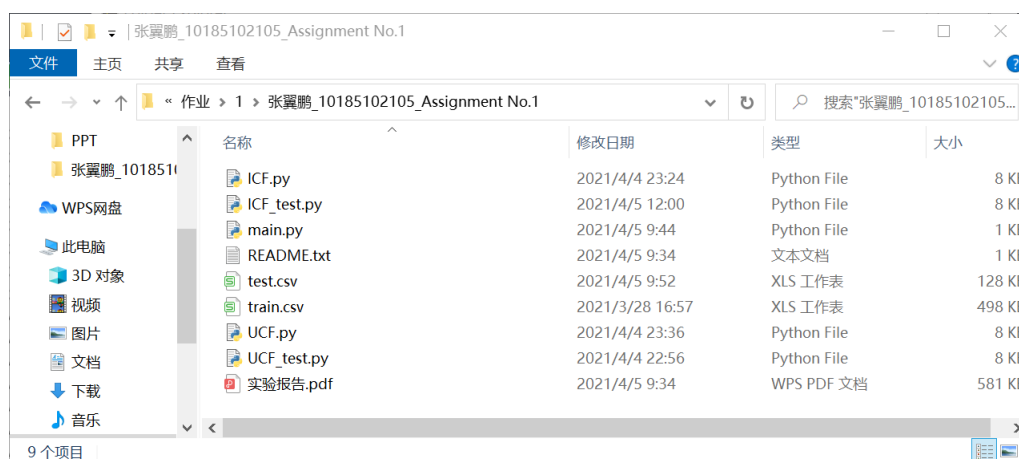 张翼鹏_10185102105_Assignment No.1
文件 主页 共享 查看
« 作业 › 1 › 张翼鹏_10185102105_Assignment No.1 搜索"张翼鹏_10185102105...
PPT
张翼鹏_101851
WPS网盘
此电脑
3D 对象
视频
图片
文档
下载
音乐
名称 修改日期 类型 大小
ICF.py 2021/4/4 23:24 Python File 8 K
ICF_test.py 2021/4/5 12:00 Python File 8 K
main.py 2021/4/5 9:44 Python File 1 K
README.txt 2021/4/5 9:34 文本文档 1 K
test.csv 2021/4/5 9:52 XLS 工作表 128 K
train.csv 2021/3/28 16:57 XLS 工作表 498 K
UCF.py 2021/4/4 23:36 Python File 8 K
UCF_test.py 2021/4/4 22:56 Python File 8 K
实验报告.pdf 2021/4/5 9:34 WPS PDF 文档 581 K
9 个项目